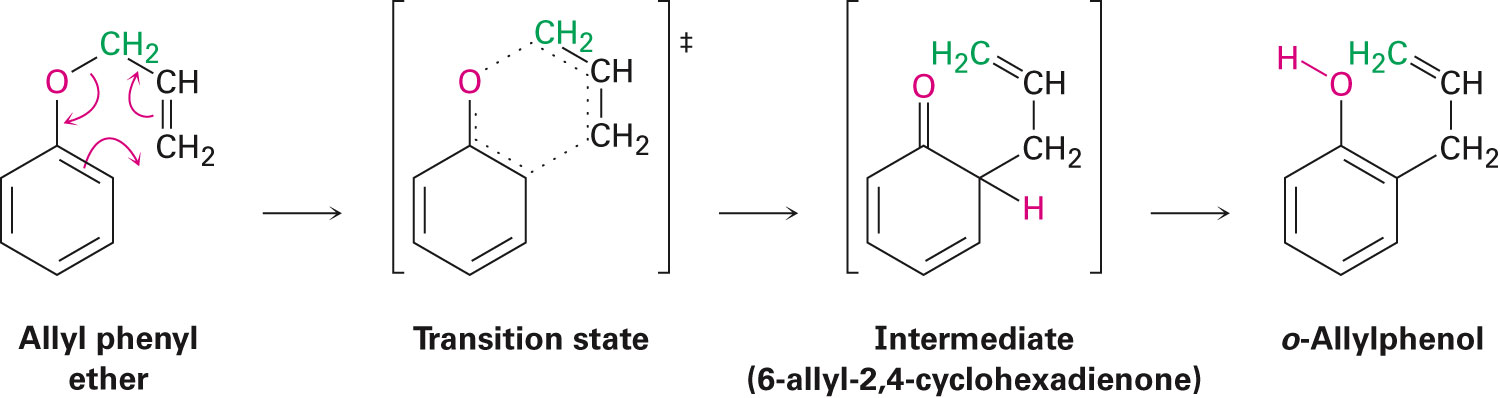 CH₂
O
CH
CH₂
CH₂
O
CH
CH₂
‡
H₂C
O
CH
CH₂
H
H
H₂C
O
CH
CH₂
Allyl phenyl
ether
Transition state
Intermediate
(6-allyl-2,4-cyclohexadienone)
o-Allylphenol